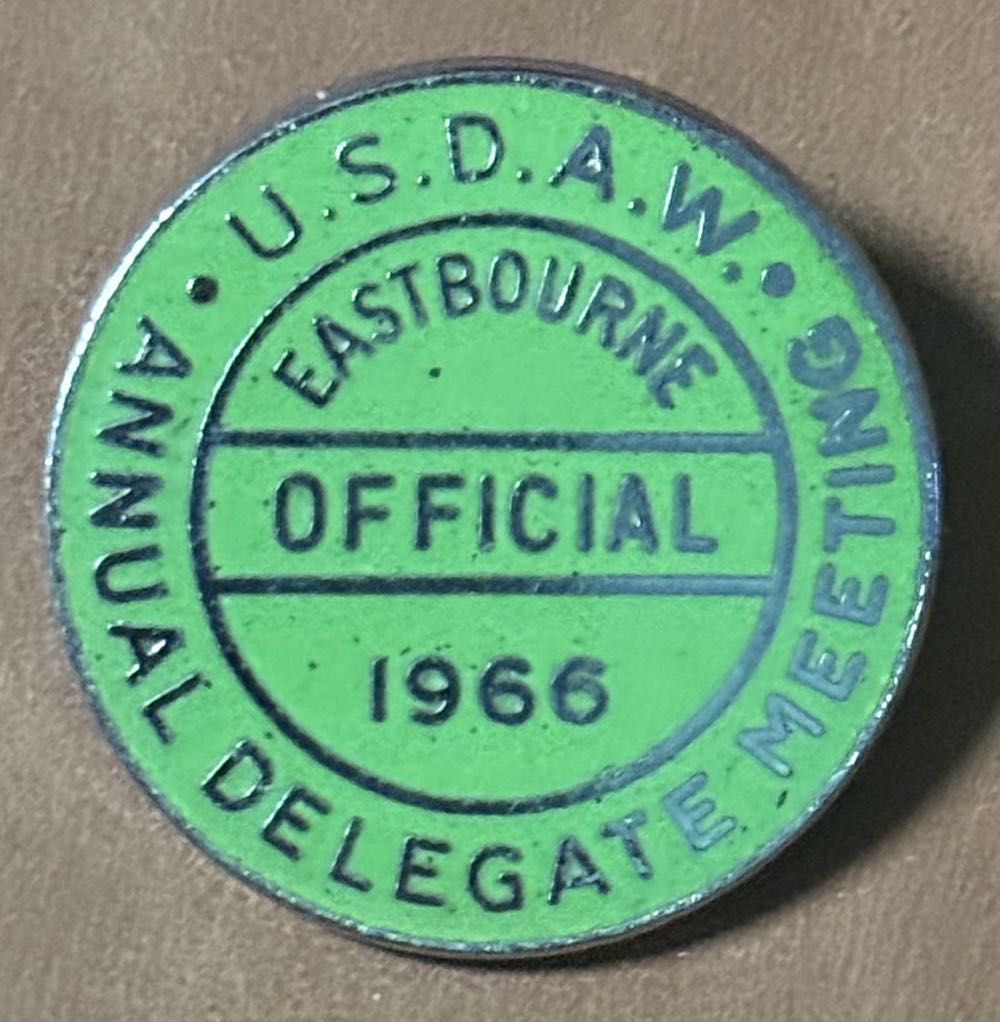 • U.S.D.A.W. •
ANNUAL DELEGATE MEETING
EASTBOURNE
OFFICIAL
1966